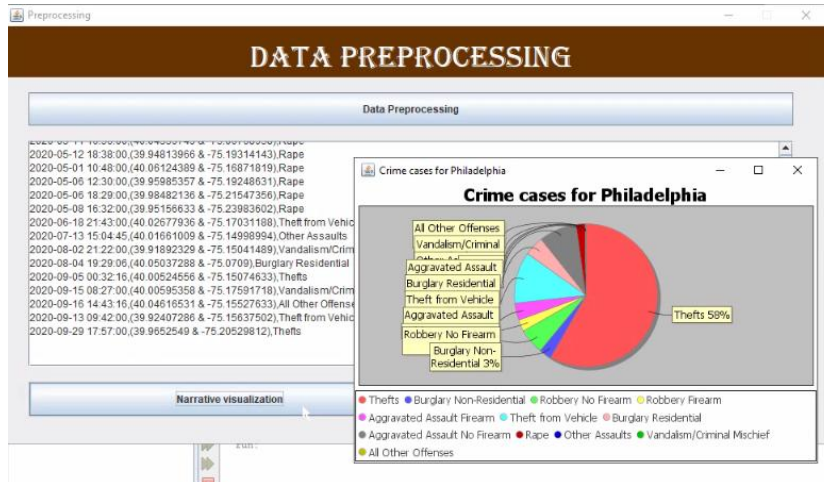 Preprocessing
DATA PREPROCESSING
Data Preprocessing
2020-05-12 18:38:00,(39.94813966 & -75.19314143),Rape
2020-05-01 10:48:00,(40.06124389 & -75.16871819),Rape
2020-05-06 12:30:00,(39.95985357 & -75.19248631),Rape
2020-05-06 18:29:00,(39.98482136 & -75.21547356),Rape
2020-05-08 16:32:00,(39.95156633 & -75.23983602),Rape
2020-06-18 21:43:00,(40.02677936 & -75.17031188),Theft from Vehic
2020-07-13 15:04:45,(40.01661009 & -75.14998994),Other Assaults
2020-08-02 21:22:00,(39.91892329 & -75.15041489),Vandalism/Crim
2020-08-04 19:29:06,(40.05037288 & -75.0709),Burglary Residential
2020-09-05 00:32:16,(40.00524556 & -75.15074633),Thefts
2020-09-15 08:27:00,(40.00595358 & -75.17591718),Vandalism/Crim
2020-09-16 14:43:16,(40.04616531 & -75.15527633),All Other Offense
2020-09-13 09:42:00,(39.92407286 & -75.15637502),Theft from Vehic
2020-09-29 17:57:00,(39.9652549 & -75.20529812),Thefts
Narrative visualization
Crime cases for Philadelphia
Crime cases for Philadelphia
All Other Offenses
Vandalism/Criminal
Aggravated Assault
Burglary Residential
Theft from Vehicle
Aggravated Assault
Robbery No Firearm
Burglary Non-
Residential 3%
Thefts 58%
Thefts Burglary Non-Residential Robbery No Firearm Robbery Firearm
Aggravated Assault Firearm Theft from Vehicle Burglary Residential
Aggravated Assault No Firearm Rape Other Assaults Vandalism/Criminal Mischief
All Other Offenses